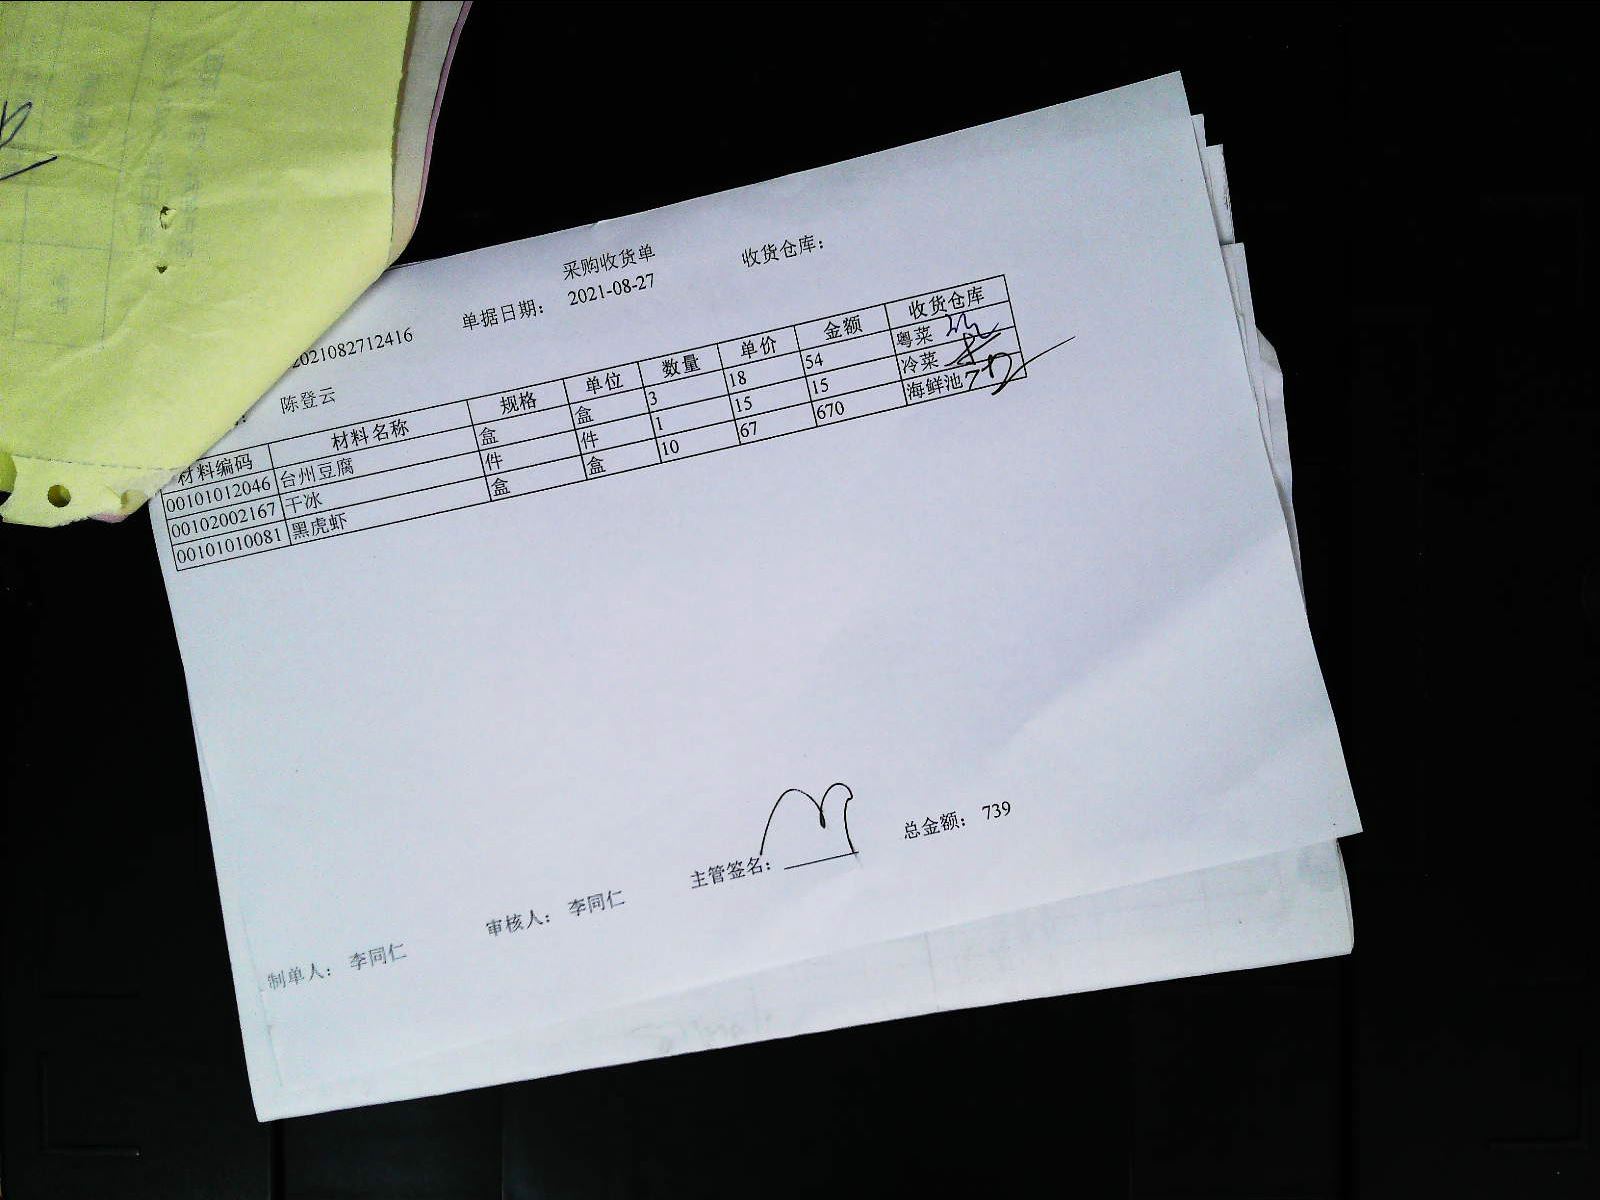 采购收货单
2021082712416 单据日期： 2021-08-27 收货仓库：
陈登云
材料编码 材料名称 规格 单位 数量 单价 金额 收货仓库
00101012046 台州豆腐 盒 盒 3 18 54 粤菜
00102002167 干冰 件 件 1 15 15 冷菜
00101010081 黑虎虾 盒 盒 10 67 670 海鲜池
制单人： 李同仁 审核人： 李同仁 主管签名： 总金额： 739